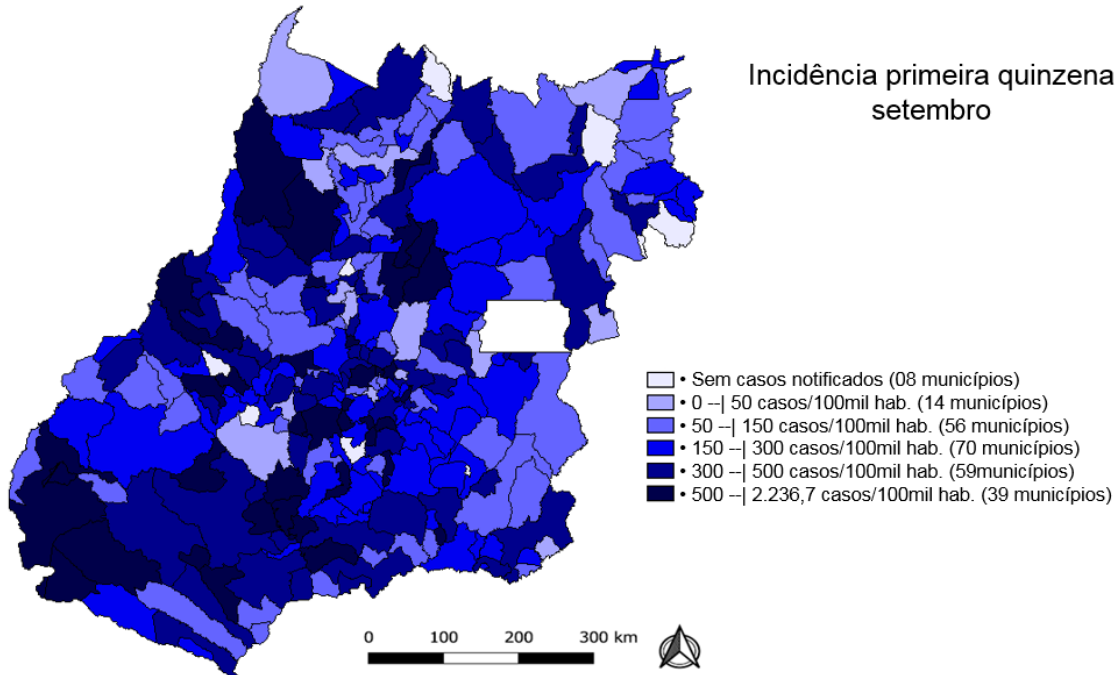 Incidência primeira quinzena
setembro
• Sem casos notificados (08 municípios)
• 0 --| 50 casos/100mil hab. (14 municípios)
• 50 --| 150 casos/100mil hab. (56 municípios)
• 150 --| 300 casos/100mil hab. (70 municípios)
• 300 --| 500 casos/100mil hab. (59municípios)
• 500 --| 2.236,7 casos/100mil hab. (39 municípios)
0 100 200 300 km